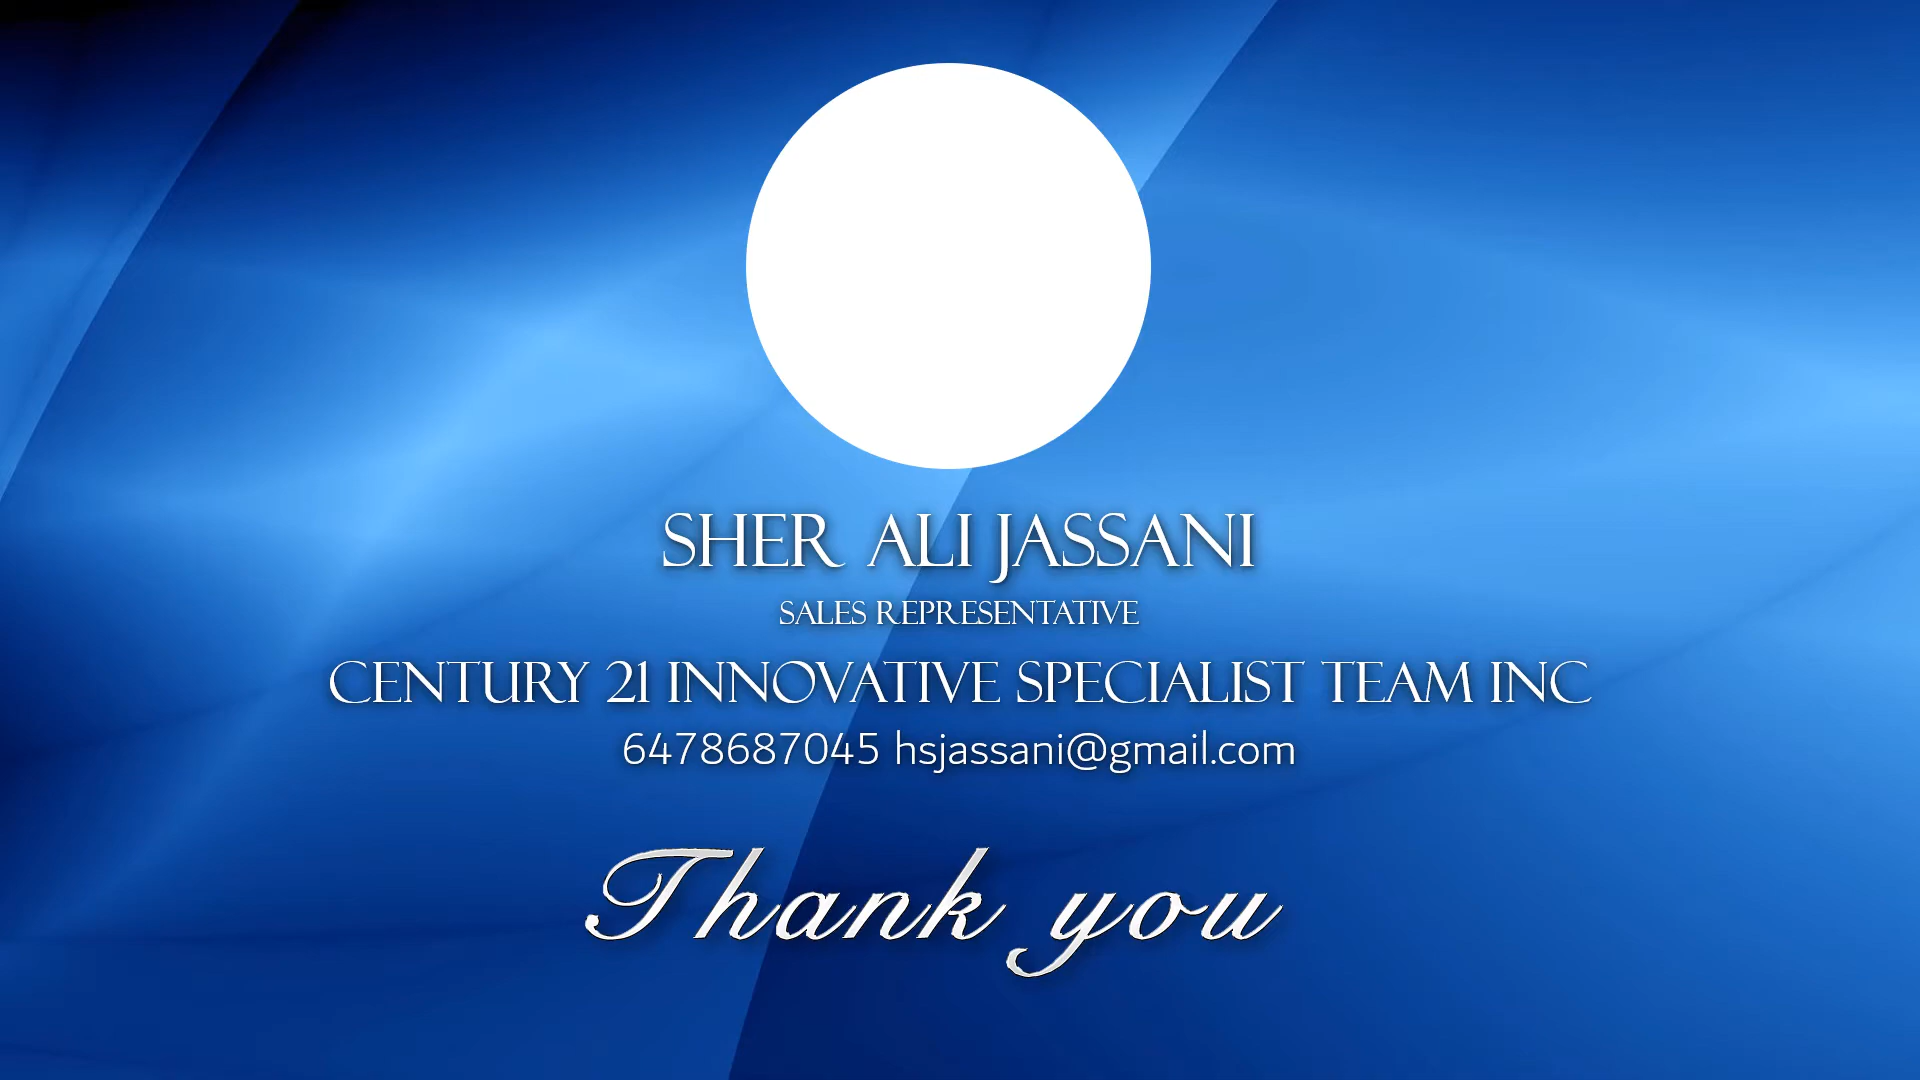 SHER ALI JASSANI
SALES REPRESENTATIVE
CENTURY 21 INNOVATIVE SPECIALIST TEAM INC
6478687045 hsjassani@gmail.com
Thank you